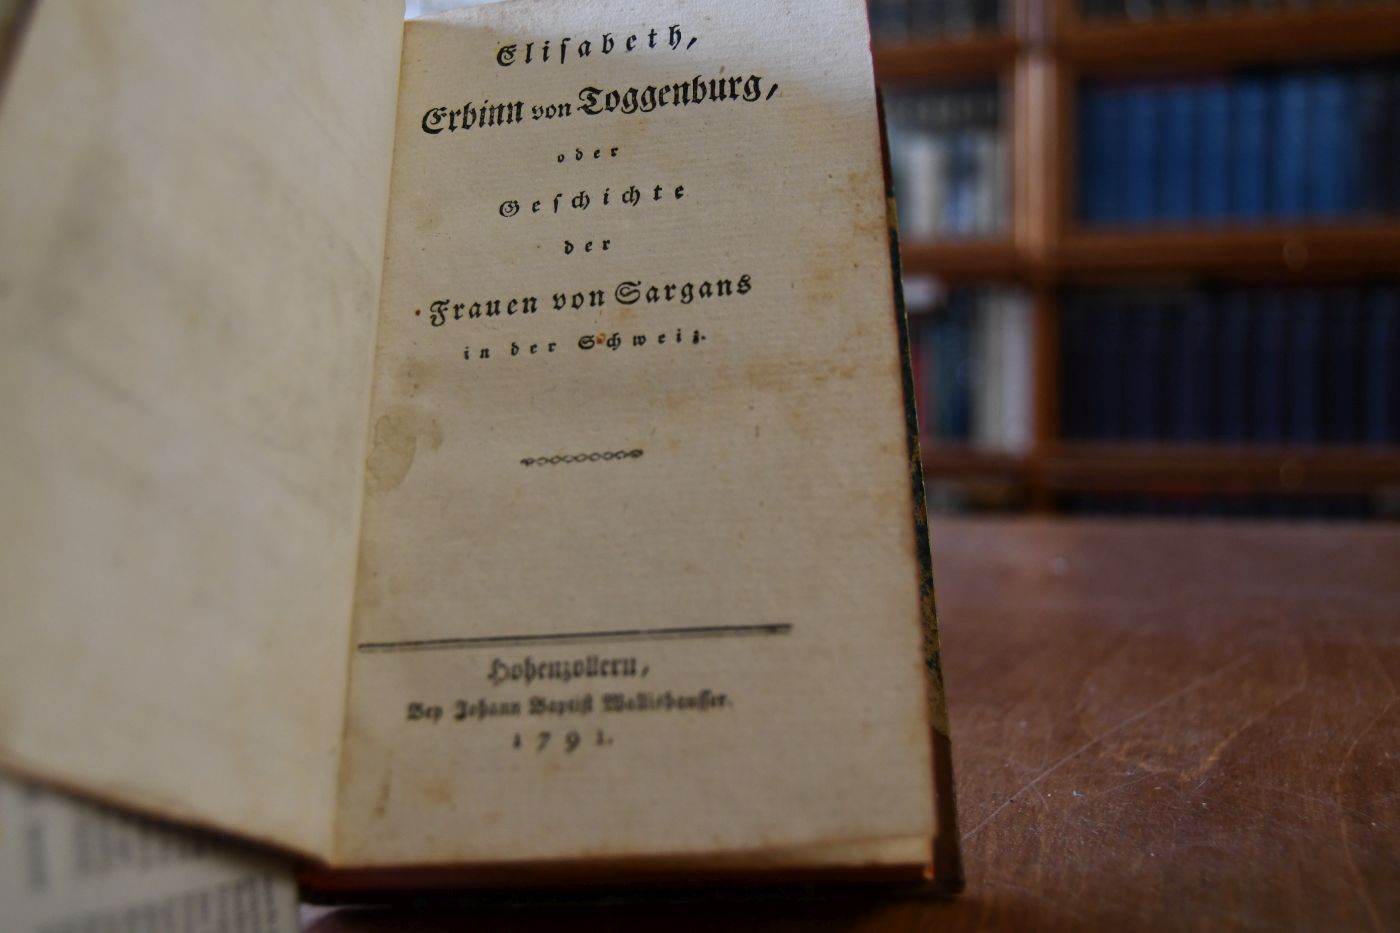 Elisabeth,
Erbinn von Toggenburg,
oder
Geschichte
der
Frauen von Sargans
in der Schweiz.
Hohenzollern,
Bey Johann Baptist Wallishausser.
1791.